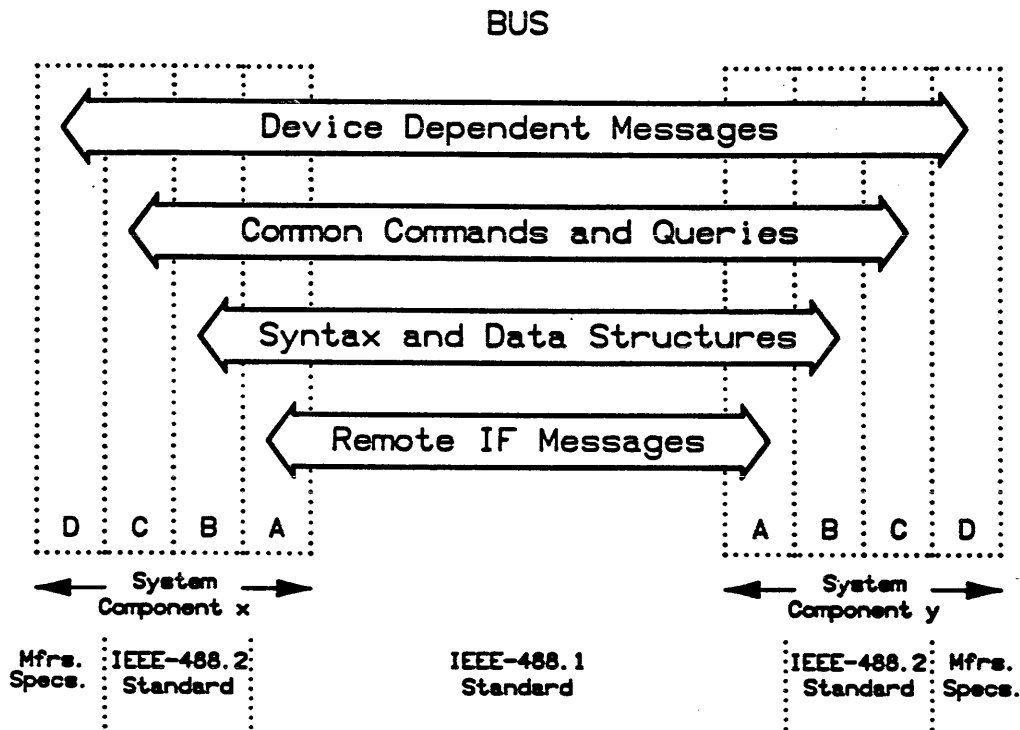 BUS
Device Dependent Messages
Common Commands and Queries
Syntax and Data Structures
Remote IF Messages
D C B A A B C D
System
Component x
System
Component y
Mfrs.
Specs.
IEEE-488.2
Standard
IEEE-488.1
Standard
IEEE-488.2
Standard
Mfrs.
Specs.